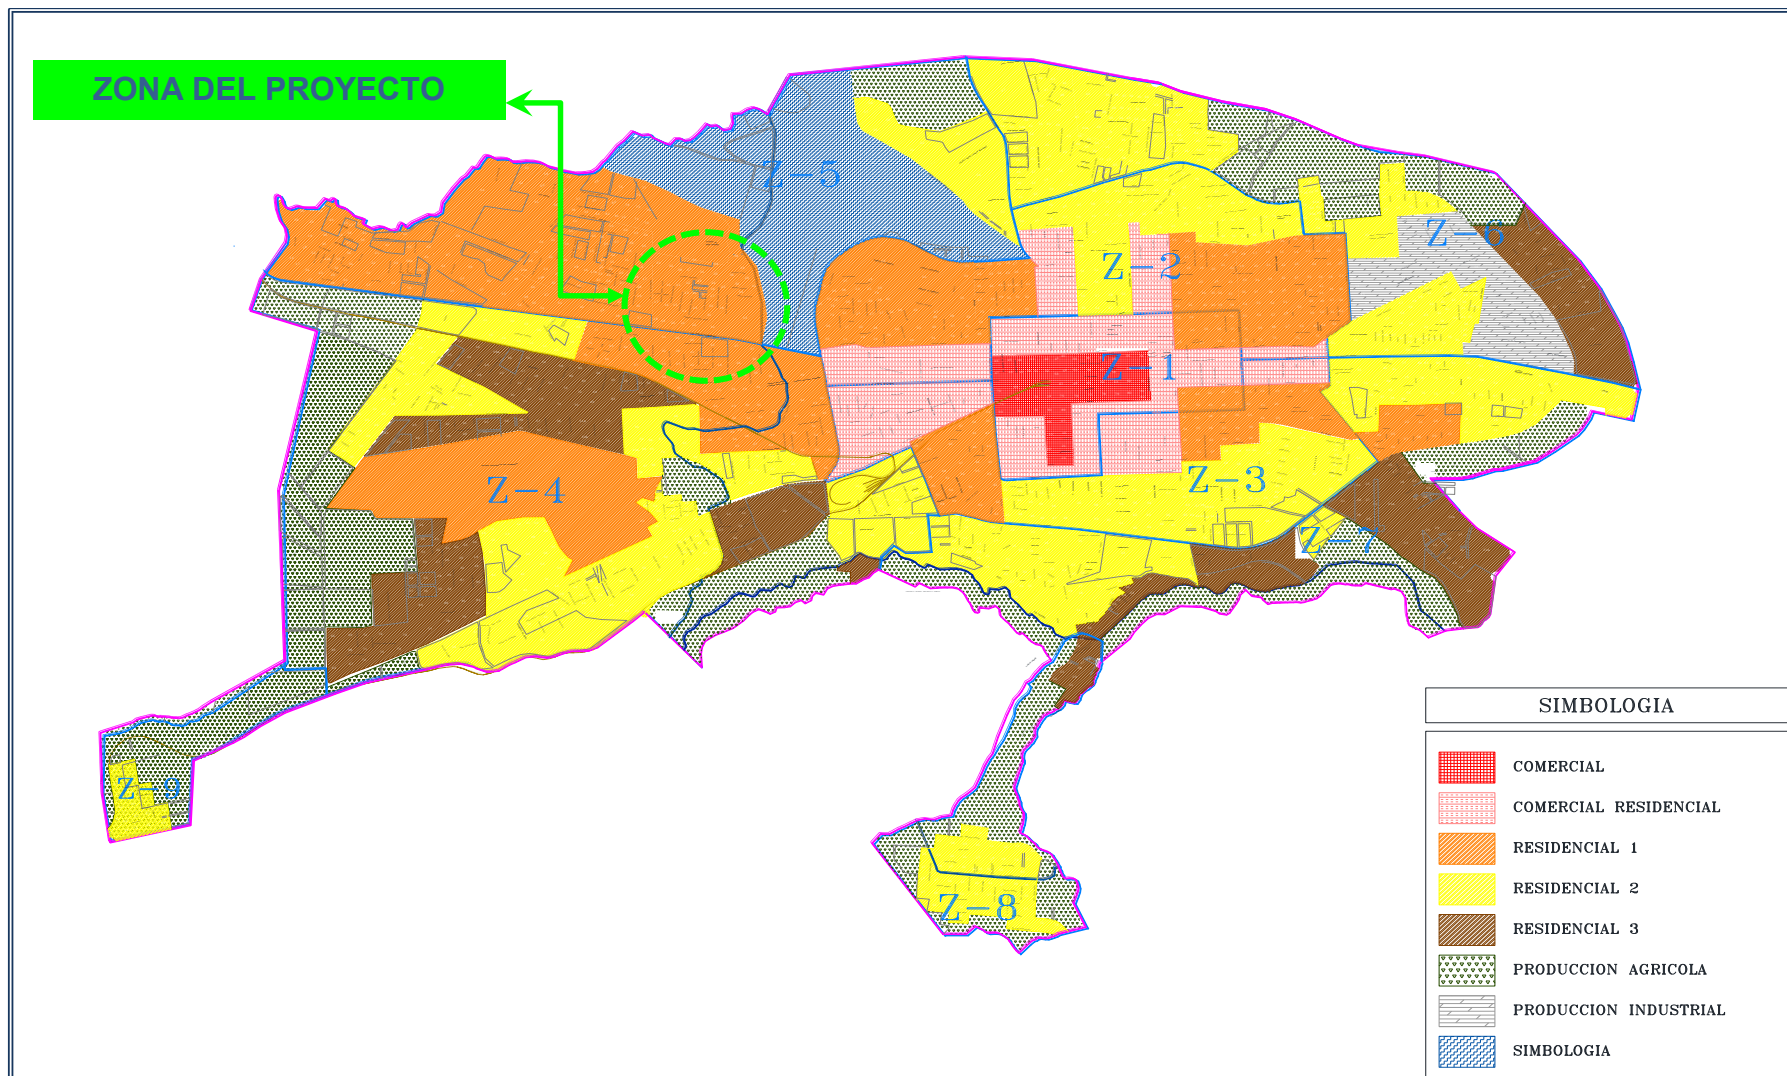 ZONA DEL PROYECTO
Z-5
Z-6
Z-2
Z-1
Z-4
Z-3
Z-7
Z-9
Z-8
SIMBOLOGIA
COMERCIAL
COMERCIAL RESIDENCIAL
RESIDENCIAL 1
RESIDENCIAL 2
RESIDENCIAL 3
PRODUCCION AGRICOLA
PRODUCCION INDUSTRIAL
SIMBOLOGIA